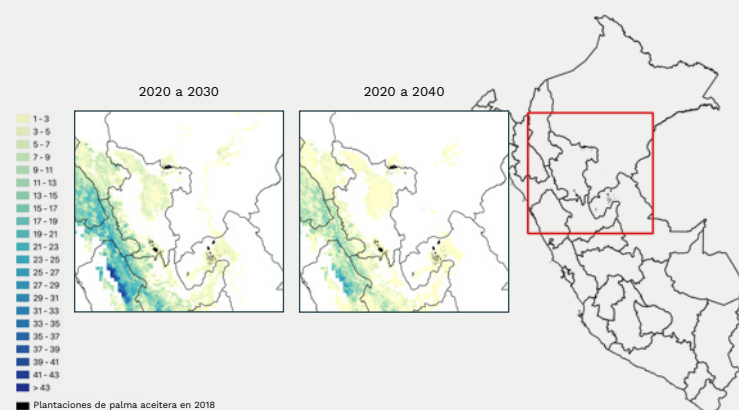 2020 a 2030
2020 a 2040
1 - 3
3 - 5
5 - 7
7 - 9
9 - 11
11 - 13
13 - 15
15 - 17
17 - 19
19 - 21
21 - 23
23 - 25
25 - 27
27 - 29
29 - 31
31 - 33
33 - 35
35 - 37
37 - 39
39 - 41
41 - 43
> 43
Plantaciones de palma aceitera en 2018